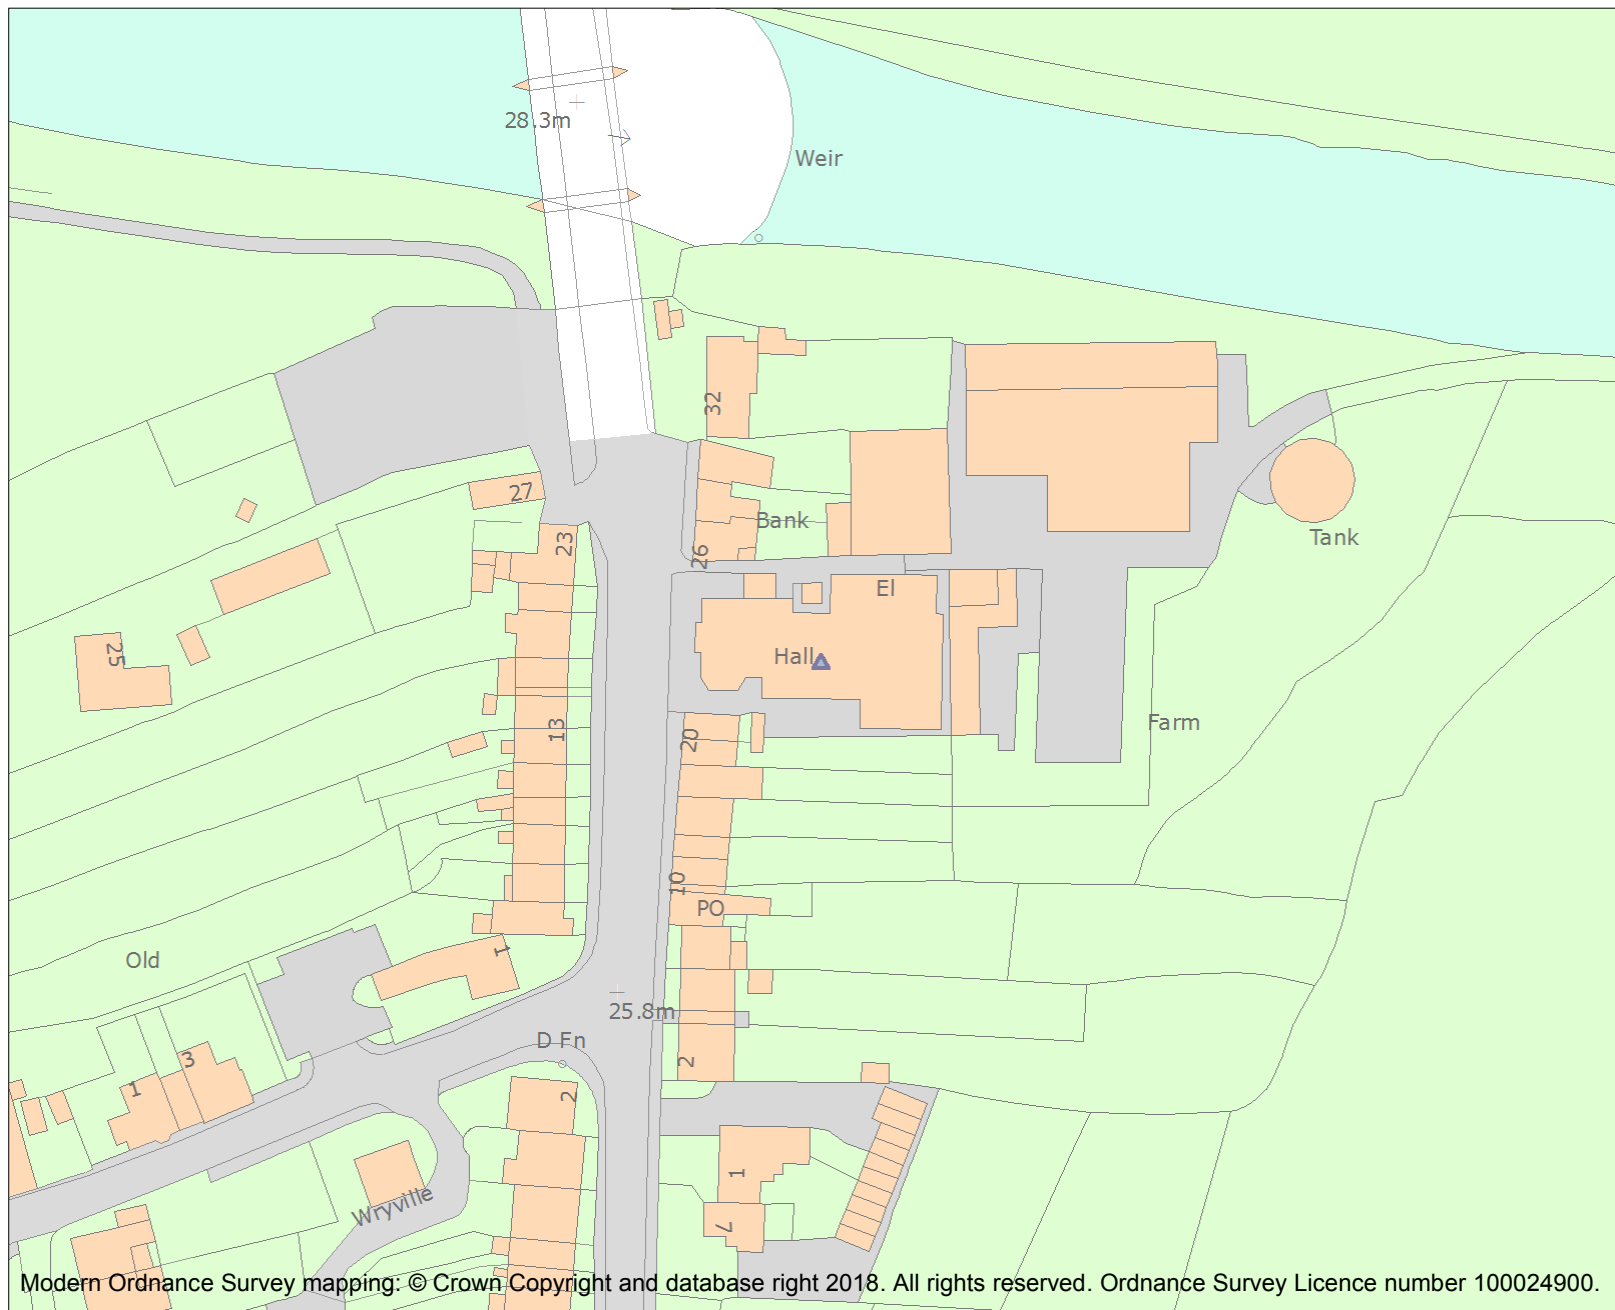 28.3m
Weir
32
27
Bank
23
26
Tank
El
25
Hall
Farm
13
20
10
PO
1
Old
25.8m
D Fn
3
1
2
2
1
Wryville
7
Modern Ordnance Survey mapping: © Crown Copyright and database right 2018. All rights reserved. Ordnance Survey Licence number 100024900.